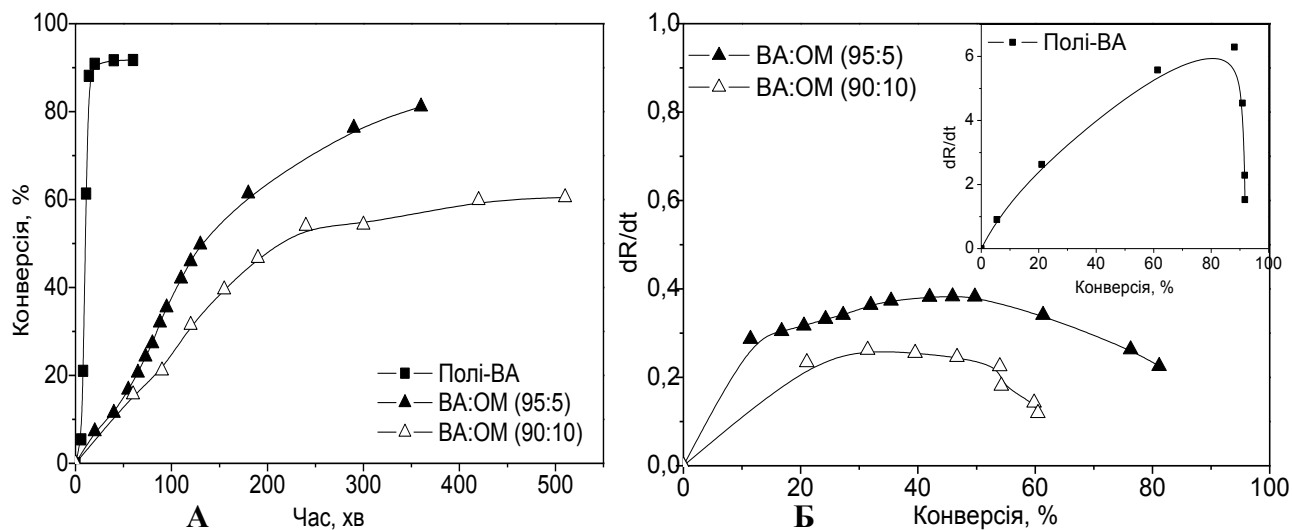 100
80
60
40
20
0
Конверсія, %
0
100
200
300
400
500
Час, хв
А
Полі-ВА
ВА:ОМ (95:5)
ВА:ОМ (90:10)
1,0
0,8
0,6
0,4
0,2
0,0
dR/dt
0
20
40
60
80
100
Конверсія, %
Б
ВА:ОМ (95:5)
ВА:ОМ (90:10)
Полі-ВА
6
4
2
0
dR/dt
0
20
40
60
80
100
Конверсія, %